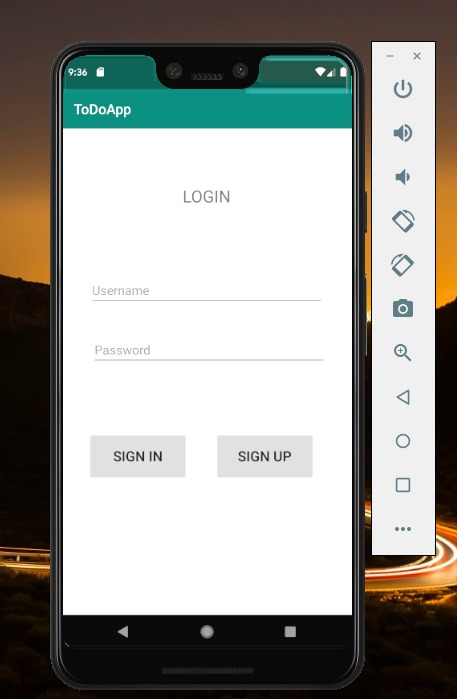 9:36
ToDoApp
LOGIN
Username
Password
SIGN IN
SIGN UP